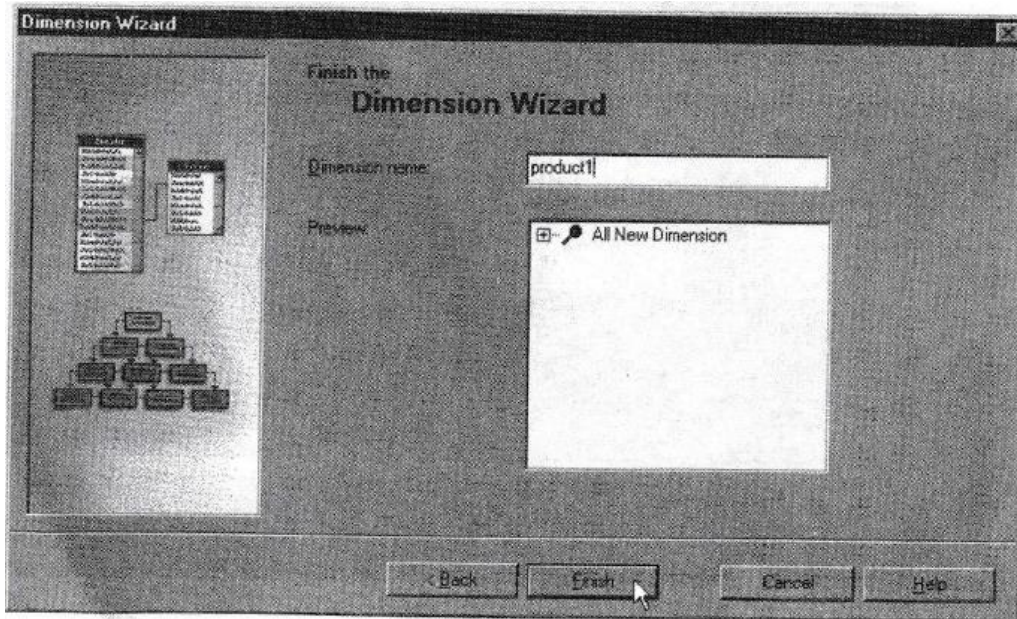 Dimension Wizard
Finish the
Dimension Wizard
Dimension name:
product1
Preview:
All New Dimension
< Back
Finish
Cancel
Help